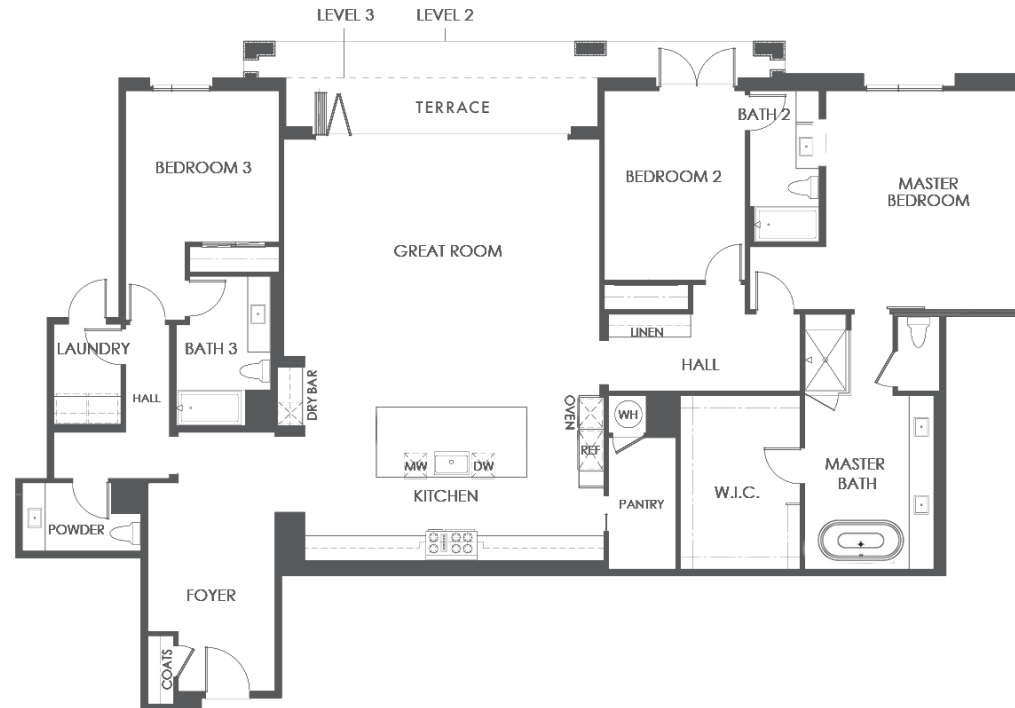 LEVEL 3
LEVEL 2
TERRACE
BATH 2
BEDROOM 3
BEDROOM 2
MASTER
BEDROOM
GREAT ROOM
LINEN
LAUNDRY
BATH 3
HALL
HALL
DRY BAR
OVEN
WH
REF
MW
DW
KITCHEN
PANTRY
W.I.C.
MASTER
BATH
POWDER
FOYER
COATS